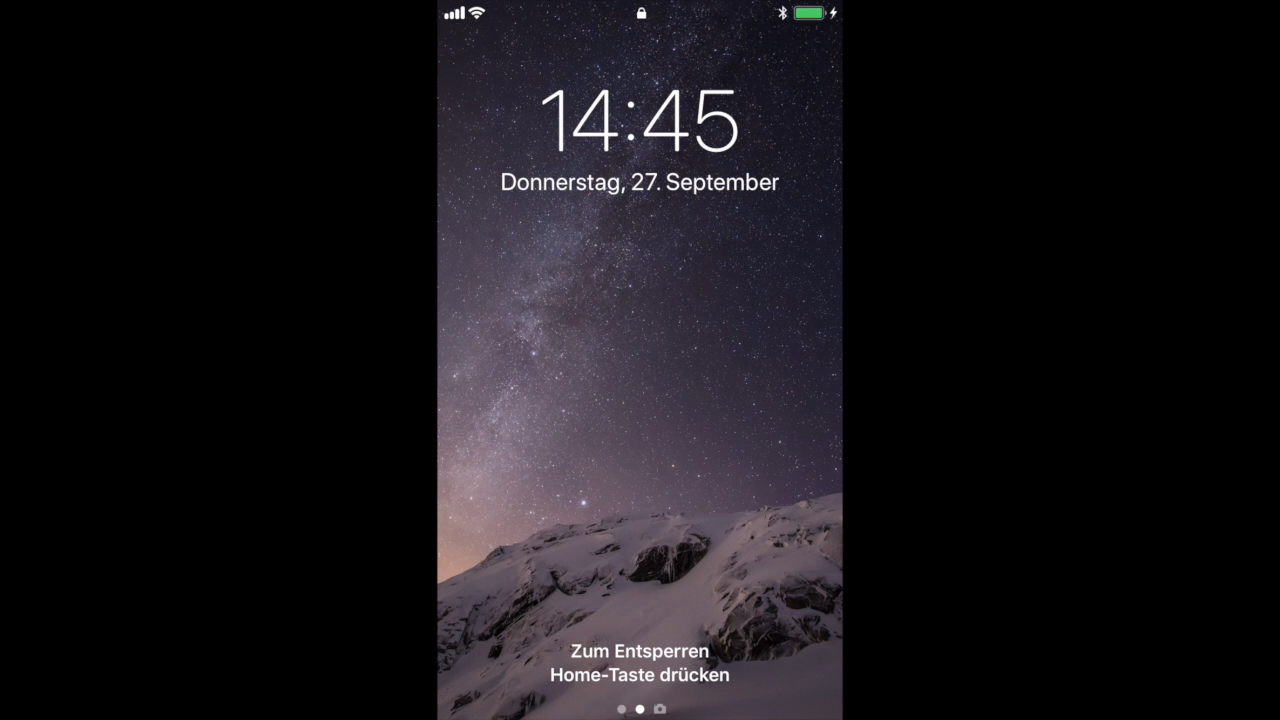 14:45
Donnerstag, 27. September
Zum Entsperren
Home-Taste drücken